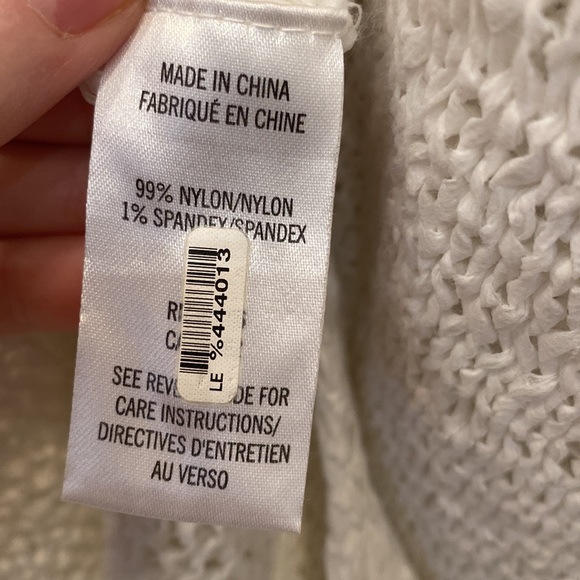 MADE IN CHINA
FABRIQUÉ EN CHINE
99% NYLON/NYLON
1% SPANDEX/SPANDEX
LE %444013
SEE FOR
CARE INSTRUCTIONS/
DIRECTIVES D'ENTRETIEN
AU VERSO